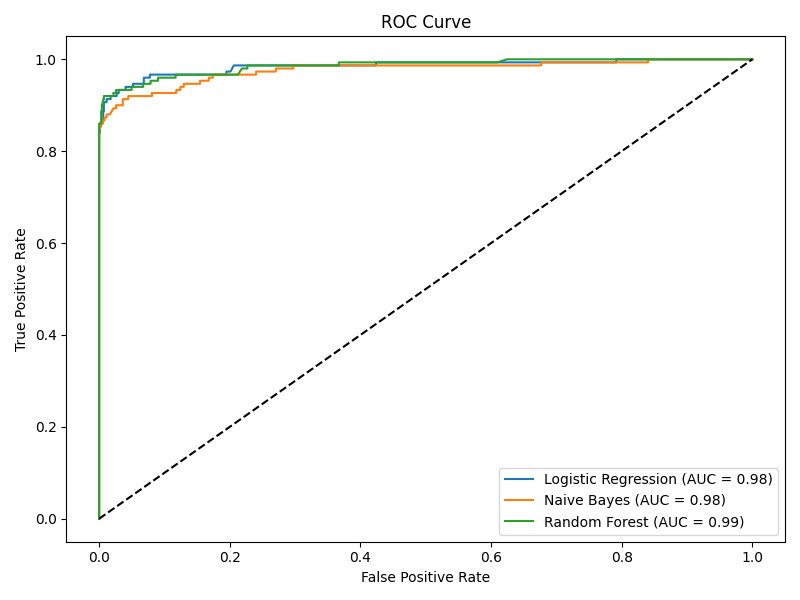 ROC Curve
1.0
0.8
0.6
0.4
0.2
0.0
True Positive Rate
Logistic Regression (AUC = 0.98)
Naive Bayes (AUC = 0.98)
Random Forest (AUC = 0.99)
0.0 0.2 0.4 0.6 0.8 1.0
False Positive Rate